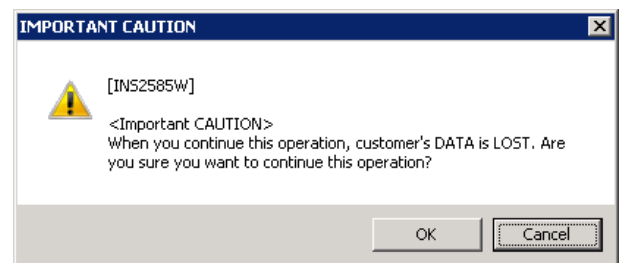 IMPORTANT CAUTION
[INS2585W]
<Important CAUTION>
When you continue this operation, customer's DATA is LOST. Are
you sure you want to continue this operation?
OK
Cancel